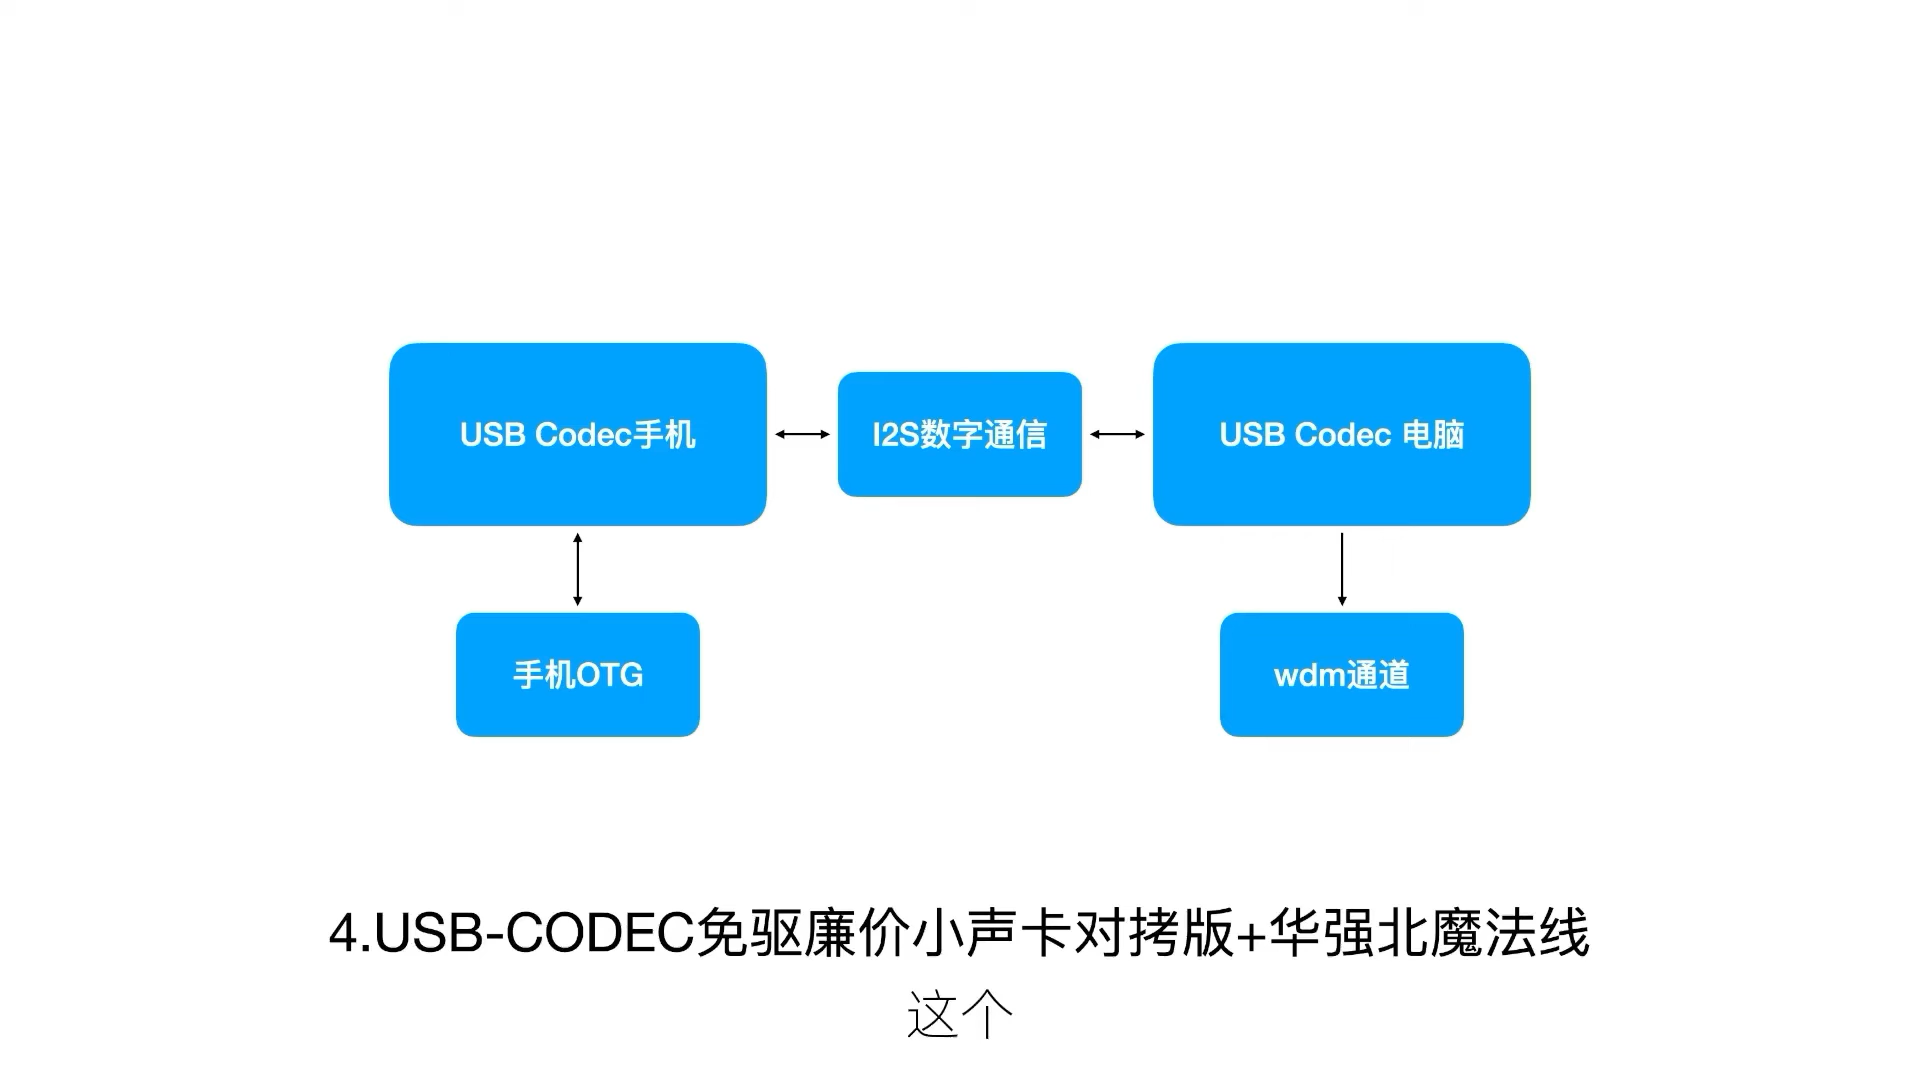 USB Codec手机
I2S数字通信
USB Codec 电脑
手机OTG
wdm通道
4.USB-CODEC免驱廉价小声卡对拷版+华强北魔法线
这个